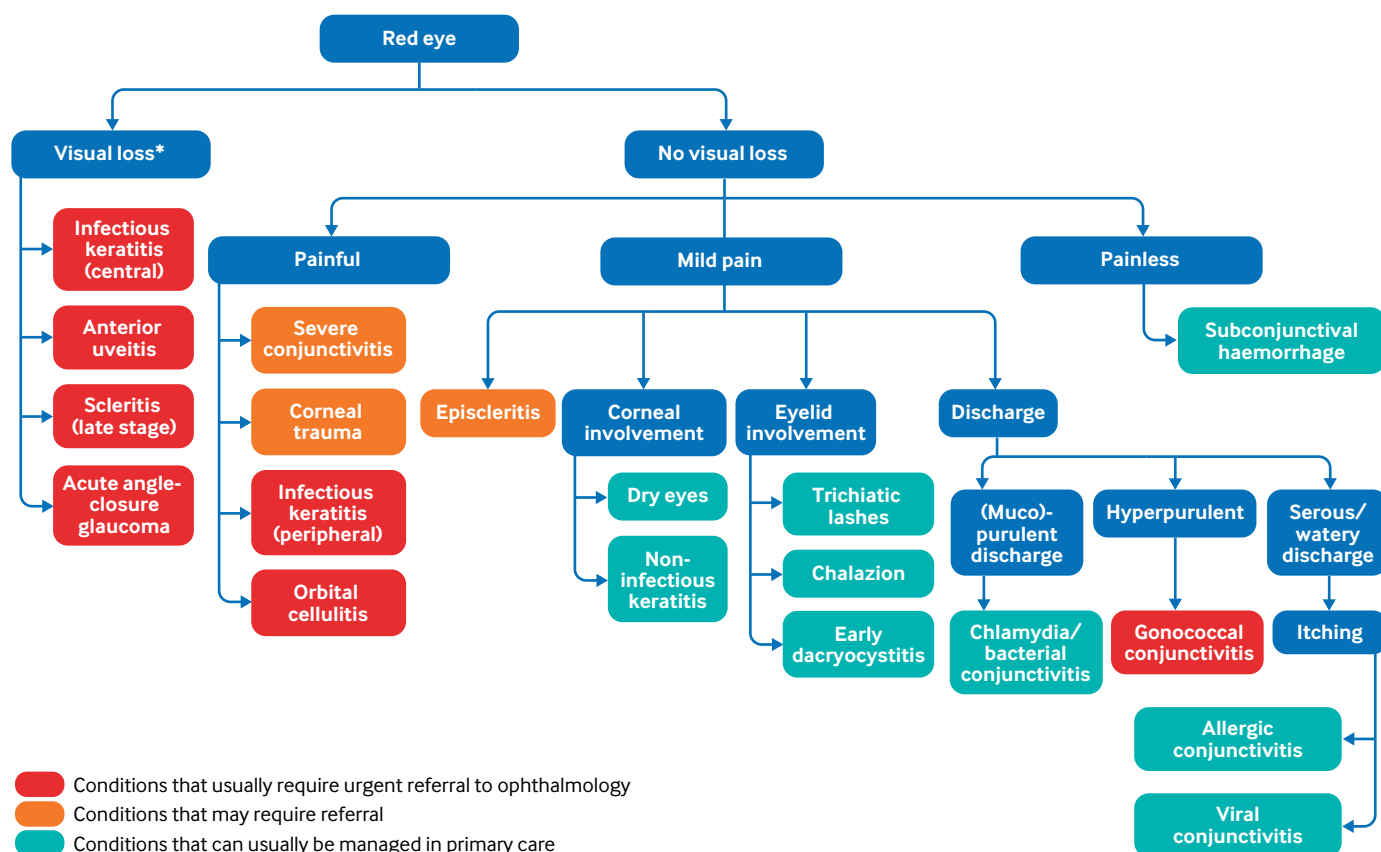 Red eye
Visual loss*
No visual loss
Infectious
keratitis
(central)
Anterior
uveitis
Scleritis
(late stage)
Acute angle-
closure
glaucoma
Painful
Mild pain
Painless
Severe
conjunctivitis
Corneal
trauma
Infectious
keratitis
(peripheral)
Orbital
cellulitis
Episcleritis
Corneal
involvement
Dry eyes
Non-
infectious
keratitis
Eyelid
involvement
Trichiatic
lashes
Chalazion
Early
dacryocystitis
Discharge
(Muco)-
purulent
discharge
Chlamydia/
bacterial
conjunctivitis
Hyperpurulent
Gonococcal
conjunctivitis
Serous/
watery
discharge
Itching
Allergic
conjunctivitis
Viral
conjunctivitis
Subconjunctival
haemorrhage
Conditions that usually require urgent referral to ophthalmology
Conditions that may require referral
Conditions that can usually be managed in primary care